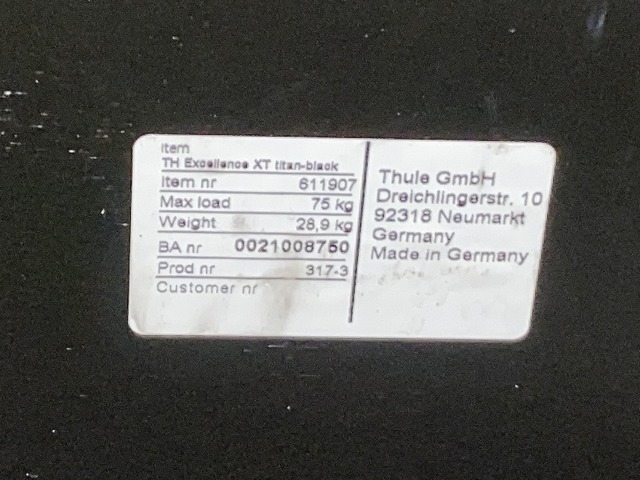 Item
TH Excellence XT titan-black
Item nr 611907
Max load 75 kg
Weight 28,9 kg
BA nr 0021008750
Prod nr 317-3
Customer nr
Thule GmbH
Dreichlingerstr. 10
92318 Neumarkt
Germany
Made in Germany